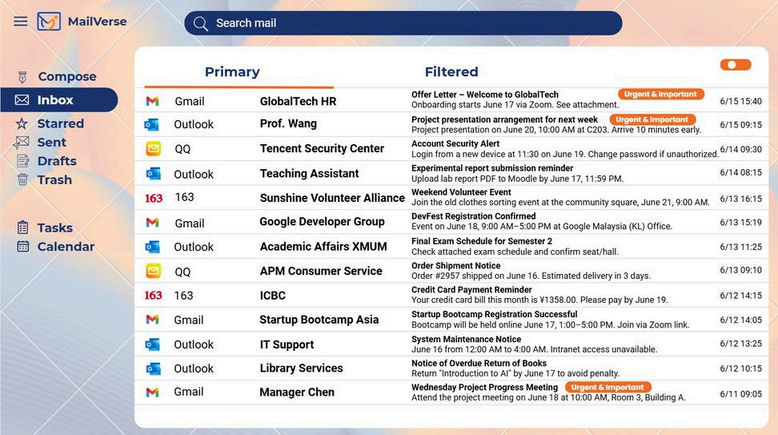 MailVerse
Search mail
Compose
Inbox
Starred
Sent
Drafts
Trash
Tasks
Calendar
Primary
Filtered
Gmail GlobalTech HR Offer Letter – Welcome to GlobalTech Urgent & Important
Onboarding starts June 17 via Zoom. See attachment. 6/15 15:40
Outlook Prof. Wang Project presentation arrangement for next week Urgent & Important
Project presentation on June 20, 10:00 AM at C203. Arrive 10 minutes early. 6/15 09:15
QQ Tencent Security Center Account Security Alert
Login from a new device at 11:30 on June 19. Change password if unauthorized. 6/14 09:30
Outlook Teaching Assistant Experimental report submission reminder
Upload lab report PDF to Moodle by June 17, 11:59 PM. 6/14 08:15
163 163 Sunshine Volunteer Alliance Weekend Volunteer Event
Join the old clothes sorting event at the community square, June 21, 9:00 AM. 6/13 16:15
Gmail Google Developer Group DevFest Registration Confirmed
Event on June 18, 9:00 AM–5:00 PM at Google Malaysia (KL) Office. 6/13 15:19
Outlook Academic Affairs XMUM Final Exam Schedule for Semester 2
Check attached exam schedule and confirm seat/hall. 6/13 11:25
QQ APM Consumer Service Order Shipment Notice
Order #2957 shipped on June 16. Estimated delivery in 3 days. 6/13 09:10
163 163 ICBC Credit Card Payment Reminder
Your credit card bill this month is ¥1358.00. Please pay by June 19. 6/12 14:15
Gmail Startup Bootcamp Asia Startup Bootcamp Registration Successful
Bootcamp will be held online June 17, 1:00–5:00 PM. Join via Zoom link. 6/12 14:05
Outlook IT Support System Maintenance Notice
June 16 from 12:00 AM to 4:00 AM. Intranet access unavailable. 6/12 13:25
Outlook Library Services Notice of Overdue Return of Books
Return "Introduction to AI" by June 17 to avoid penalty. 6/12 10:15
Gmail Manager Chen Wednesday Project Progress Meeting Urgent & Important
Attend the project meeting on June 18 at 10:00 AM, Room 3, Building A. 6/11 09:05